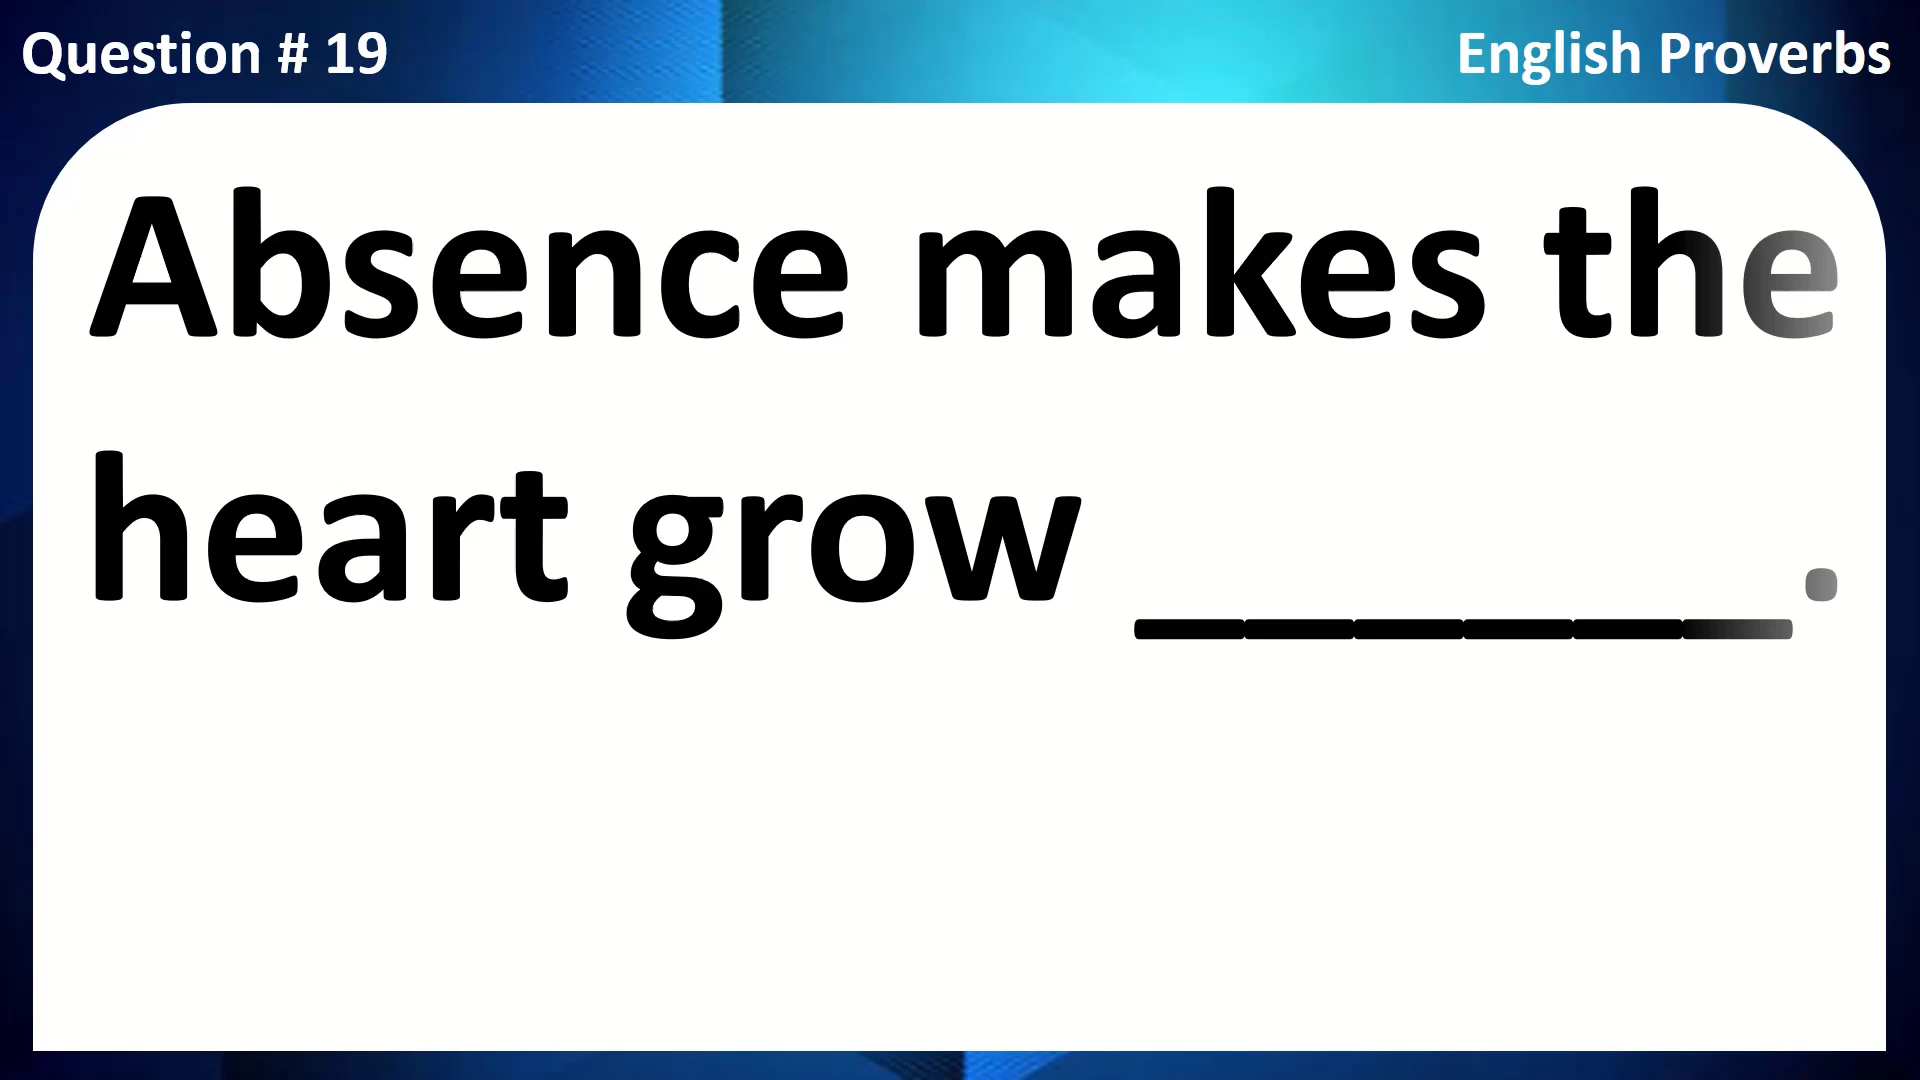 Question # 19
English Proverbs
Absence makes the
heart grow ______.